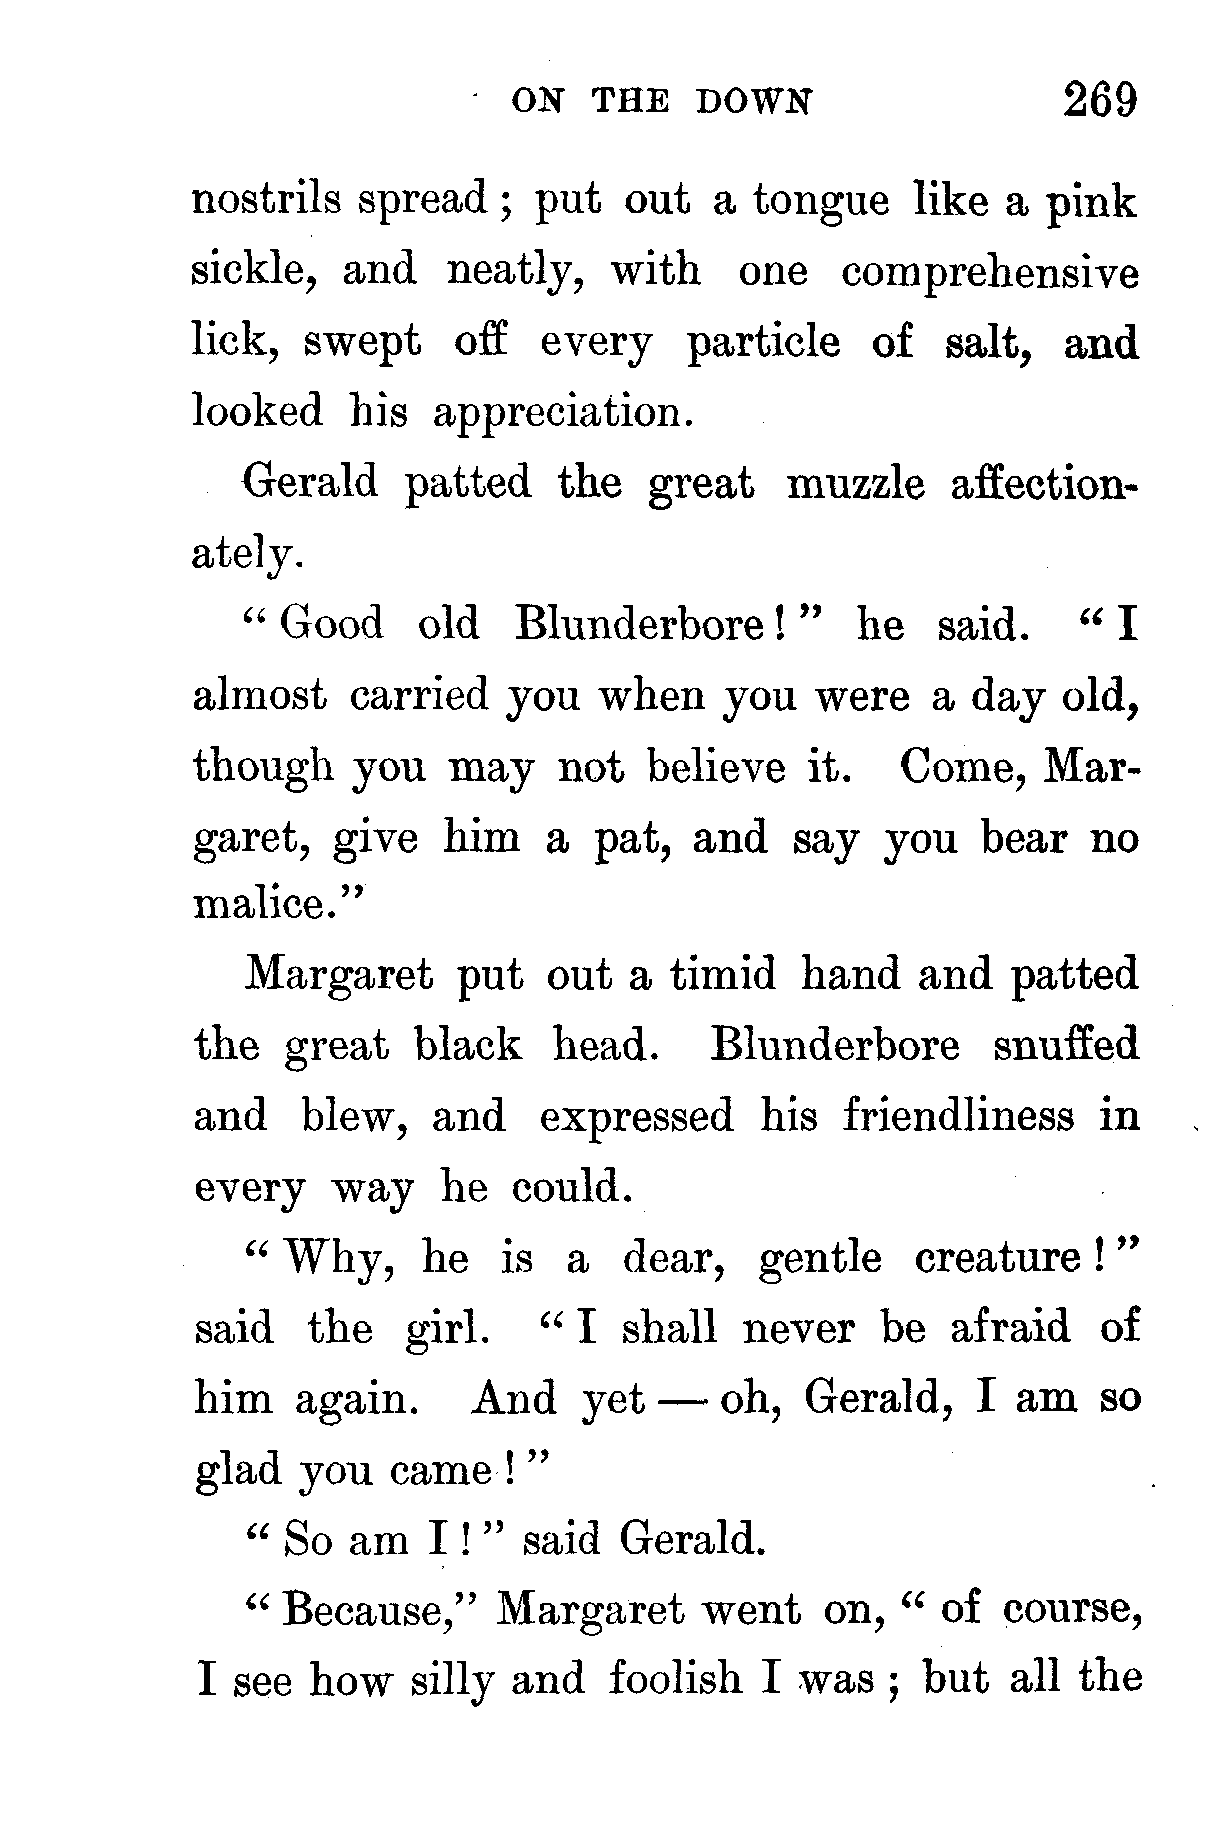 ON THE DOWN 269
nostrils spread ; put out a tongue like a pink
sickle, and neatly, with one comprehensive
lick, swept off every particle of salt, and
looked his appreciation.
Gerald patted the great muzzle affection-
ately.
“ Good old Blunderbore ! ” he said. “ I
almost carried you when you were a day old,
though you may not believe it. Come, Mar-
garet, give him a pat, and say you bear no
malice.”
Margaret put out a timid hand and patted
the great black head. Blunderbore snuffed
and blew, and expressed his friendliness in
every way he could.
“ Why, he is a dear, gentle creature ! ”
said the girl. “ I shall never be afraid of
him again. And yet — oh, Gerald, I am so
glad you came ! ”
“ So am I ! ” said Gerald.
“ Because,” Margaret went on, “ of course,
I see how silly and foolish I was ; but all the